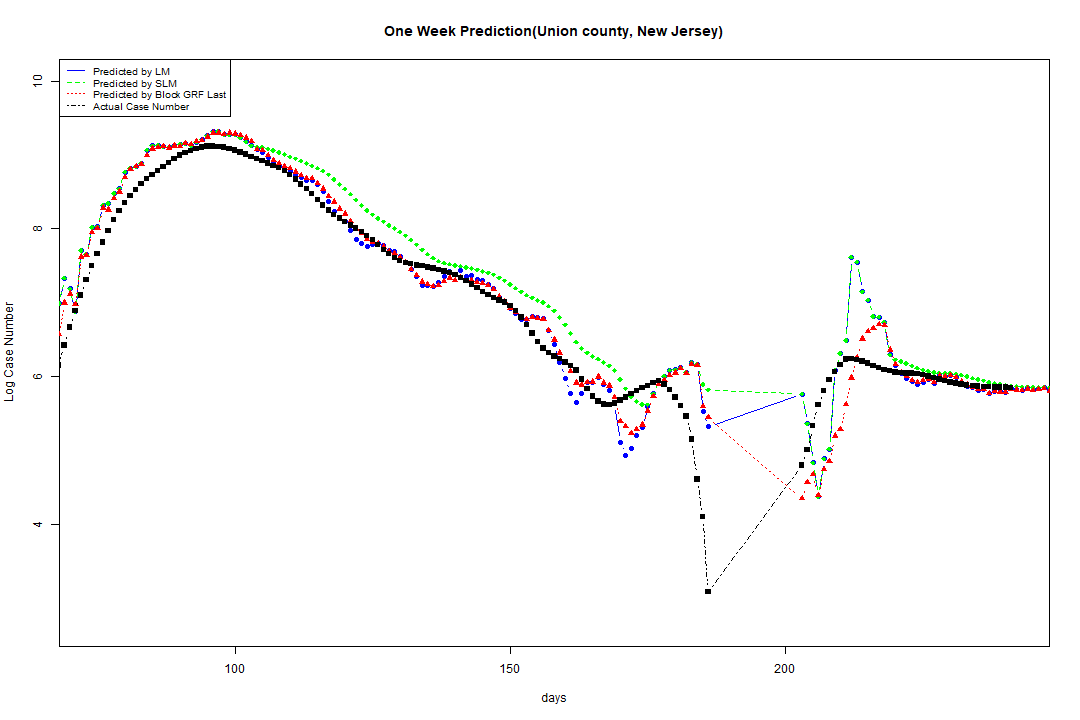 One Week Prediction(Union county, New Jersey)
Predicted by LM
Predicted by SLM
Predicted by Block GRF Last
Actual Case Number
10
8
6
4
Log Case Number
100
150
200
days